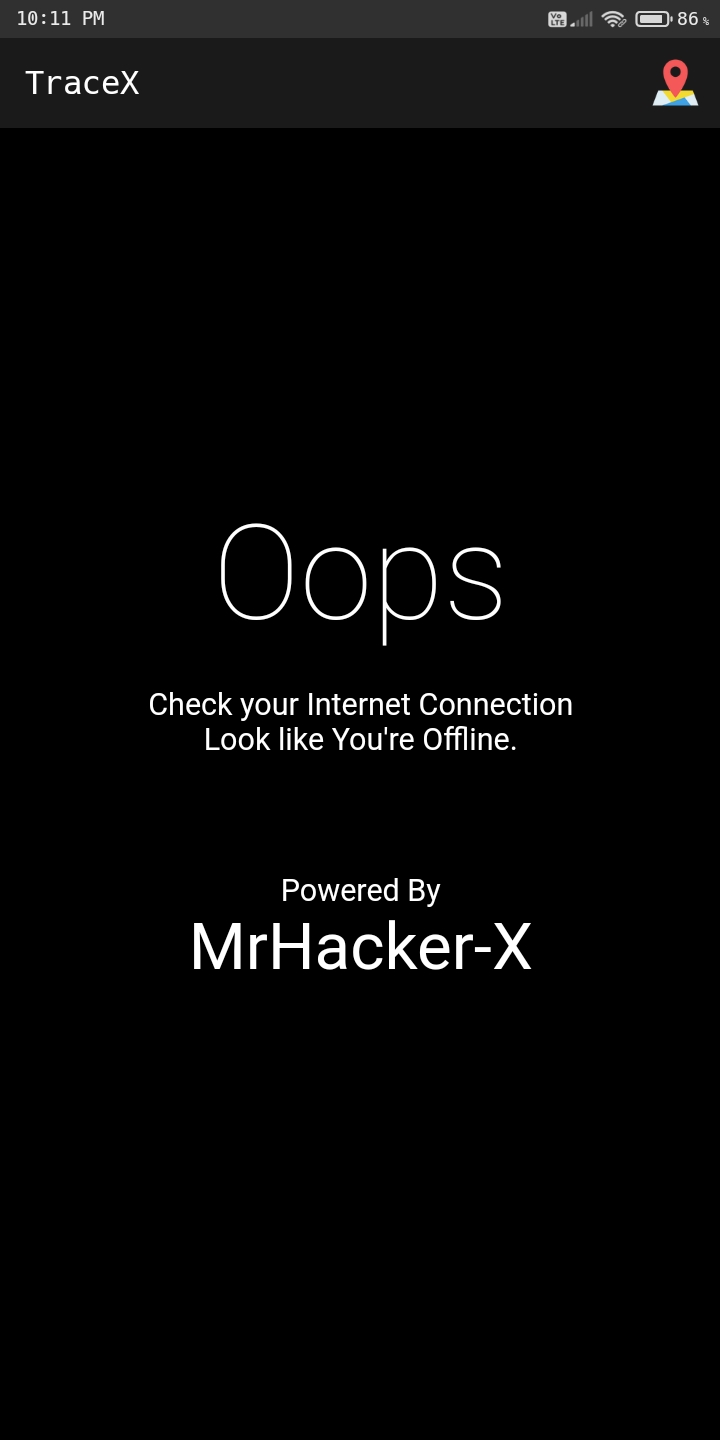 10:11 PM
Vo LTE
86 %
TraceX
Oops
Check your Internet Connection
Look like You're Offline.
Powered By
MrHacker-X